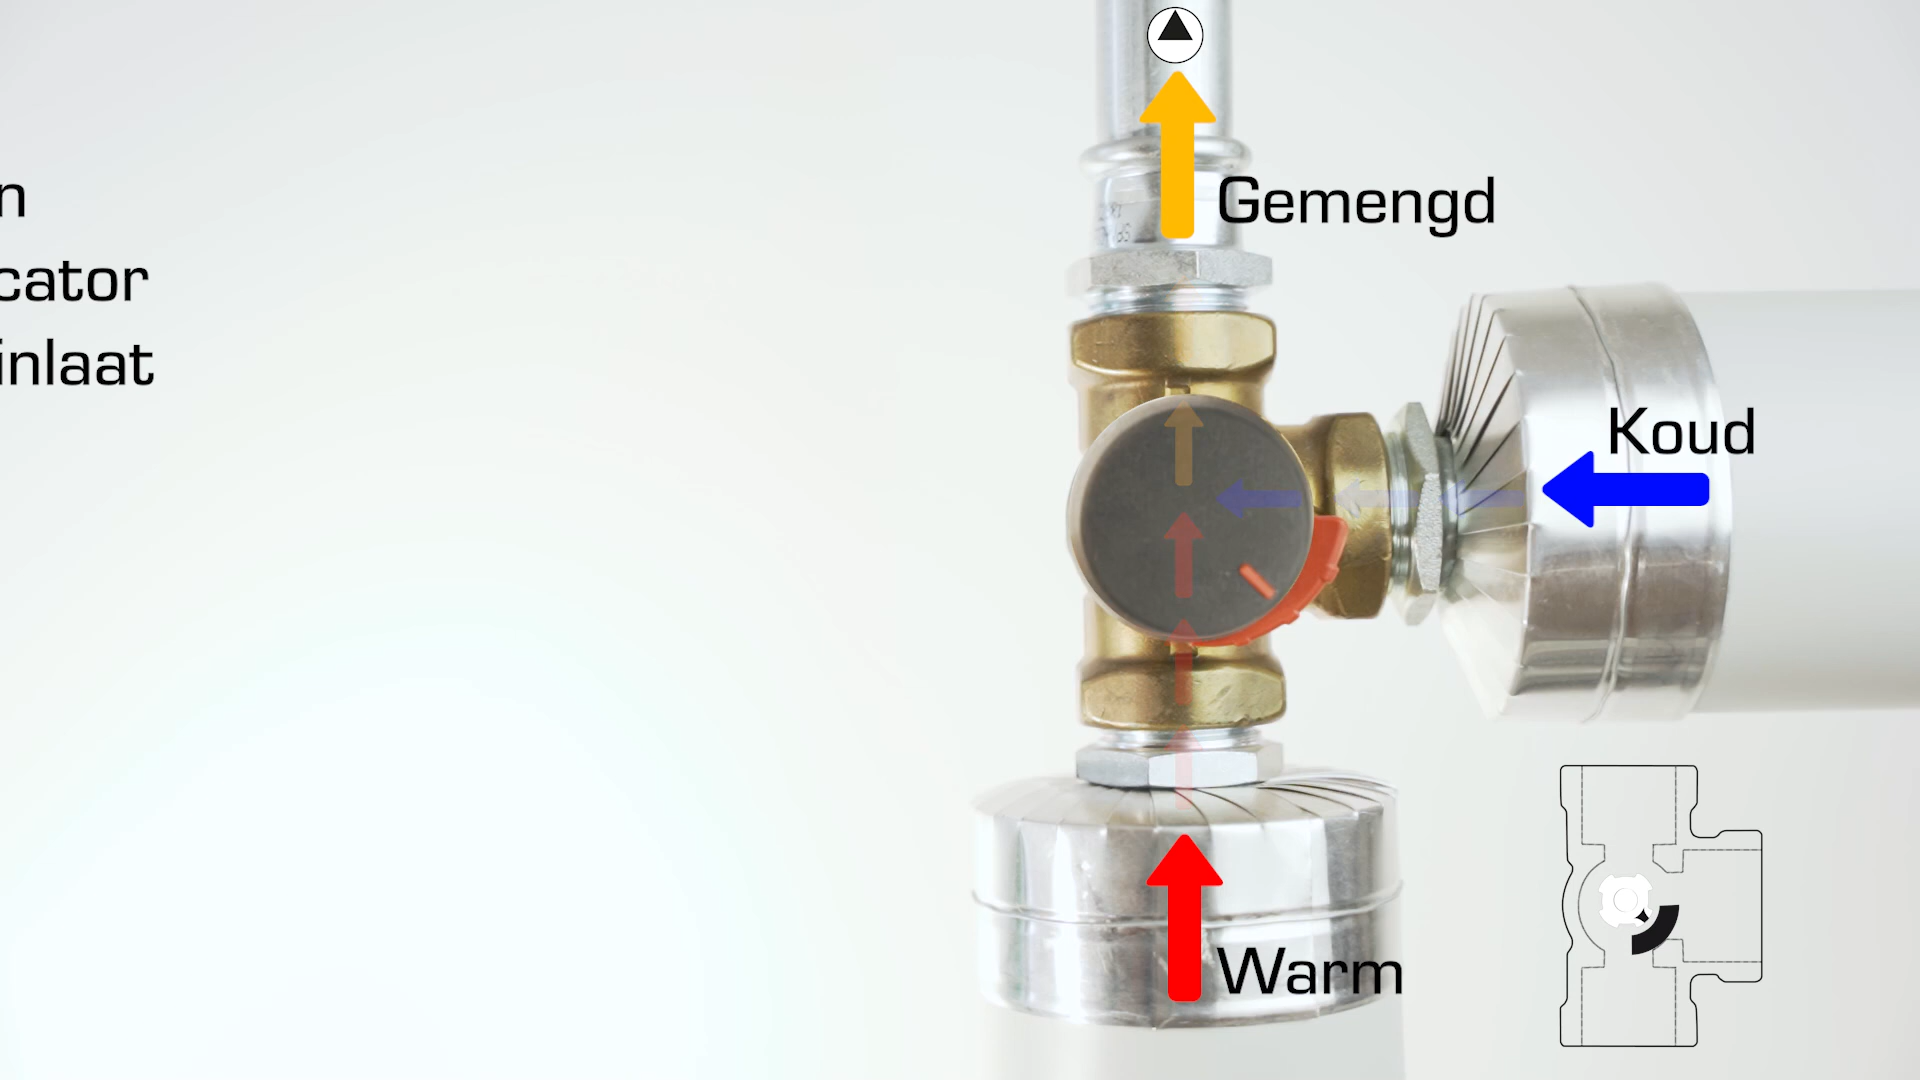 n
cator
inlaat
Gemengd
Koud
Warm